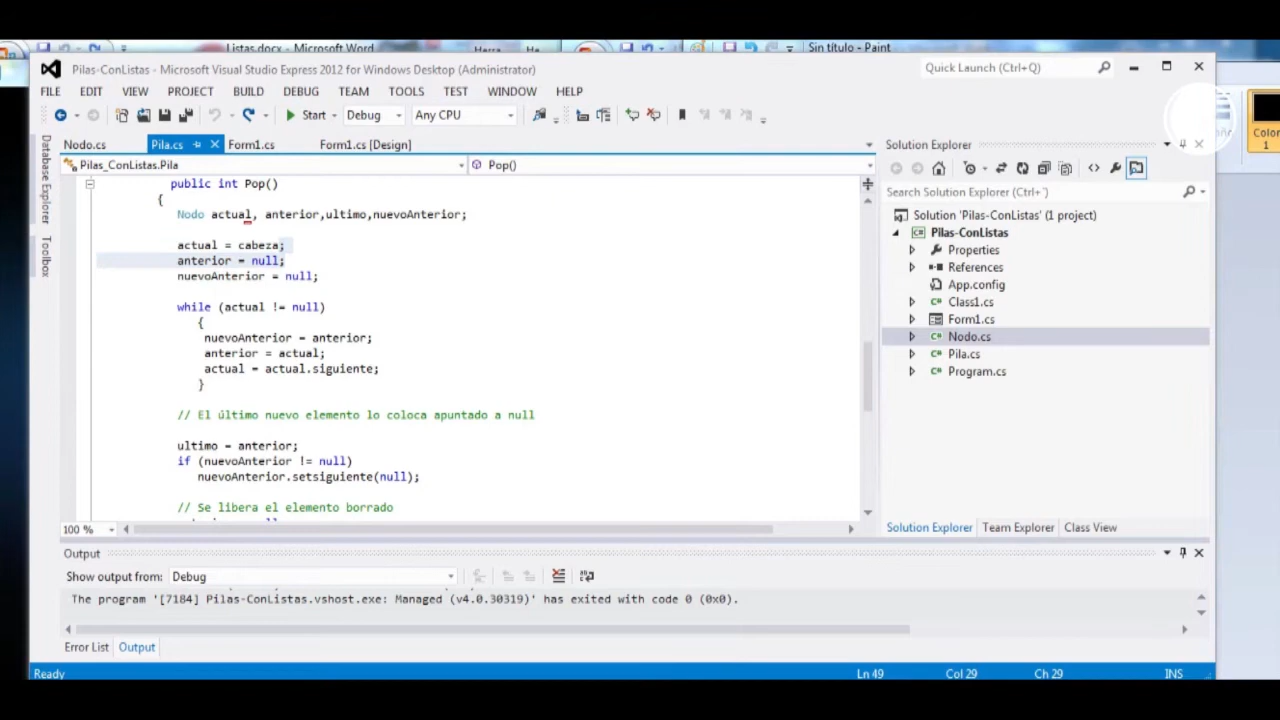 Listas.docx - Microsoft Word
Sin título - Paint
Pilas-ConListas - Microsoft Visual Studio Express 2012 for Windows Desktop (Administrator)
Quick Launch (Ctrl+Q)
FILE EDIT VIEW PROJECT BUILD DEBUG TEAM TOOLS TEST WINDOW HELP
Start Debug Any CPU
Color
1
Database Explorer
Toolbox
Nodo.cs Pila.cs Form1.cs Form1.cs [Design]
Pilas_ConListas.Pila Pop()
public int Pop()
{
Nodo actual, anterior,ultimo,nuevoAnterior;
actual = cabeza;
anterior = null;
nuevoAnterior = null;
while (actual != null)
{
nuevoAnterior = anterior;
anterior = actual;
actual = actual.siguiente;
}
// El último nuevo elemento lo coloca apuntado a null
ultimo = anterior;
if (nuevoAnterior != null)
nuevoAnterior.setsiguiente(null);
// Se libera el elemento borrado
100 %
Solution Explorer
Search Solution Explorer (Ctrl+`)
Solution 'Pilas-ConListas' (1 project)
Pilas-ConListas
Properties
References
App.config
Class1.cs
Form1.cs
Nodo.cs
Pila.cs
Program.cs
Solution Explorer Team Explorer Class View
Output
Show output from: Debug
The program '[7184] Pilas-ConListas.vshost.exe: Managed (v4.0.30319)' has exited with code 0 (0x0).
Error List Output
Ready Ln 49 Col 29 Ch 29 INS